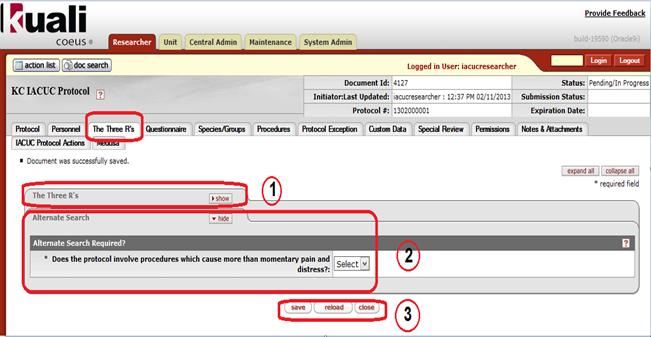 Kuali
coeus
Provide Feedback
build-19590 (Oracle9i)
Researcher Unit Central Admin Maintenance System Admin
action list doc search
Logged in User: iacucresearcher
Login Logout
KC IACUC Protocol ?
Document Id: 4127 Status: Pending/In Progress
Initiator:Last Updated: iacucresearcher : 12:37 PM 02/11/2013 Submission Status:
Protocol #: 1302000001 Expiration Date:
Protocol Personnel The Three R's Questionnaire Species/Groups Procedures Protocol Exception Custom Data Special Review Permissions Notes & Attachments
IACUC Protocol Actions Medusa
Document was successfully saved.
expand all collapse all
* required field
The Three R's show
1
Alternate Search hide
Alternate Search Required? ?
* Does the protocol involve procedures which cause more than momentary pain and distress?: Select
2
save reload close
3